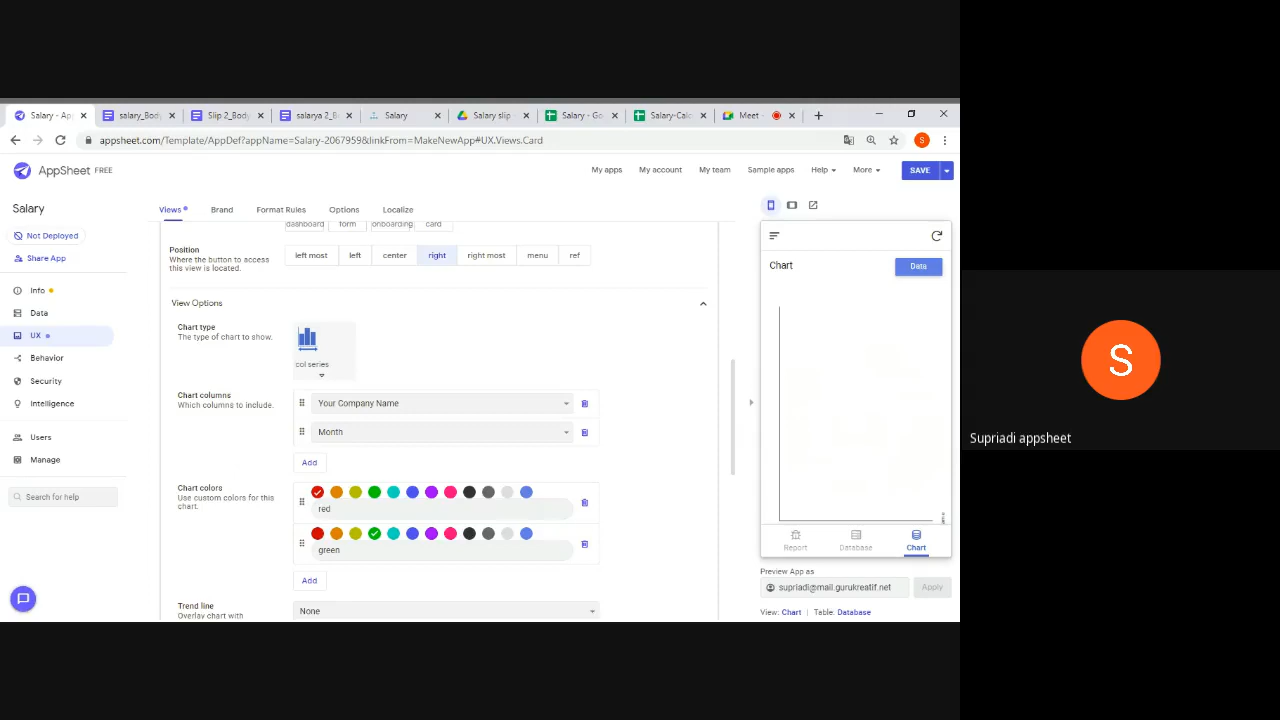 Salary - Ap
salary_Body
Slip 2_Body
salarya 2_B
Salary
Salary slip
Salary - Go
Salary-Calc
Meet -
appsheet.com/Template/AppDef?appName=Salary-2067959&linkFrom=MakeNewApp#UX.Views.Card
S
AppSheet FREE
My apps
My account
My team
Sample apps
Help
More
SAVE
Salary
Views
Brand
Format Rules
Options
Localize
Not Deployed
Share App
Info
Data
UX
Behavior
Security
Intelligence
Users
Manage
Search for help
dashboard
form
onboarding
card
Position
Where the button to access
this view is located.
left most
left
center
right
right most
menu
ref
View Options
Chart type
The type of chart to show.
col series
Chart columns
Which columns to include.
Your Company Name
Month
Add
Chart colors
Use custom colors for this
chart.
red
green
Add
Trend line
Overlay chart with
None
Chart
Data
Report
Database
Chart
Preview App as
supriadi@mail.gurukreatif.net
Apply
View: Chart | Table: Database
S
Supriadi appsheet